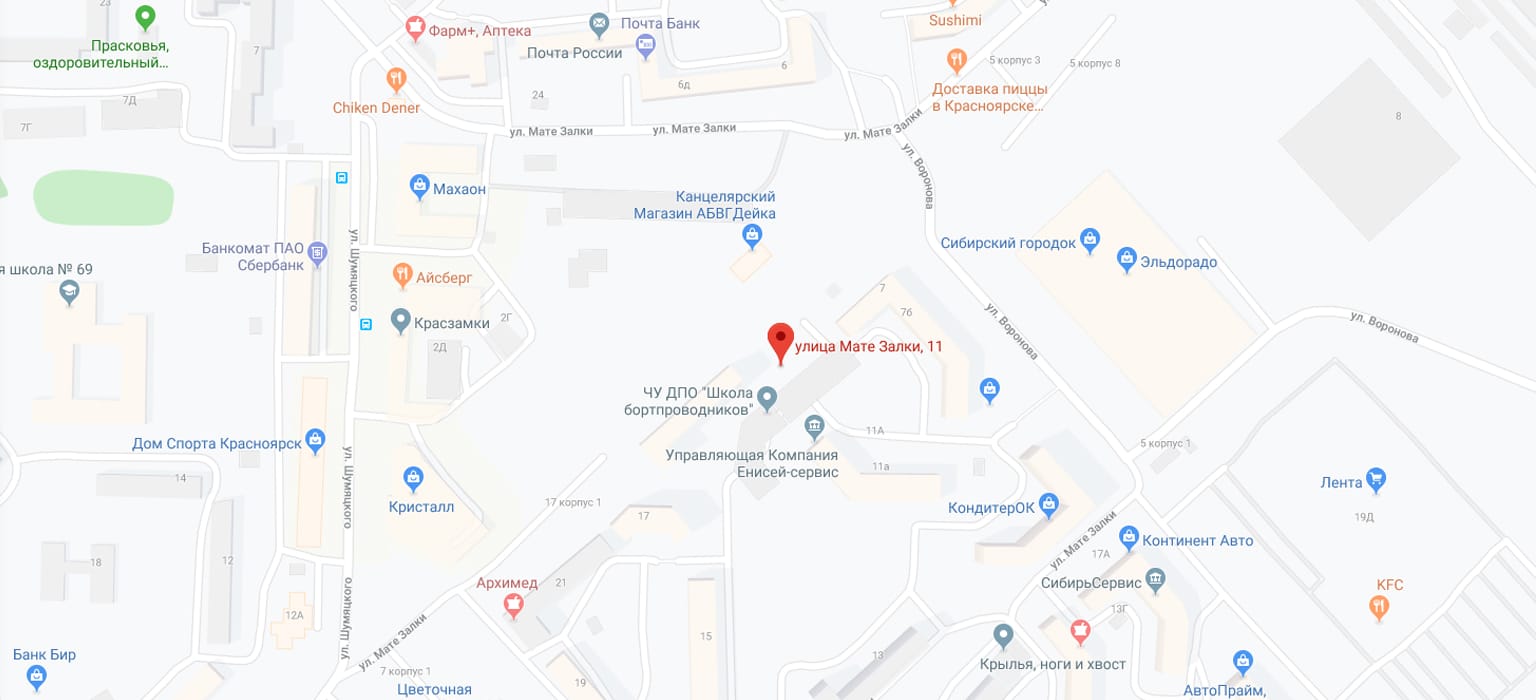 23
Прасковья,
оздоровительный...
Фарм+, Аптека
Почта Банк
Почта России
Sushimi
5 корпус 3
5 корпус 8
6
6д
24
Chiken Dener
Доставка пиццы
в Красноярске...
7Д
7Г
8
ул. Мате Залки
ул. Мате Залки
ул. Мате Залки
ул. Воронова
Махаон
Канцелярский
Магазин АБВГДейка
Банкомат ПАО
Сбербанк
ул. Шумяцкого
Сибирский городок
Эльдорадо
я школа № 69
Айсберг
Красзамки
2Г
2Д
7
7б
ул. Воронова
ул. Воронова
улица Мате Залки, 11
ЧУ ДПО "Школа
бортпроводников"
11А
Управляющая Компания
Енисей-сервис
11а
5 корпус 1
Дом Спорта Красноярск
14
ул. Шумяцкого
Кристалл
17 корпус 1
17
КондитерОК
Лента
19Д
ул. Мате Залки
17А
Континент Авто
18
12
Архимед
21
СибирьСервис
KFC
12А
13Г
ул. Шумяцкого
ул. Мате Залки
15
13
Крылья, ноги и хвост
Банк Бир
7 корпус 1
19
Цветочная
АвтоПрайм,